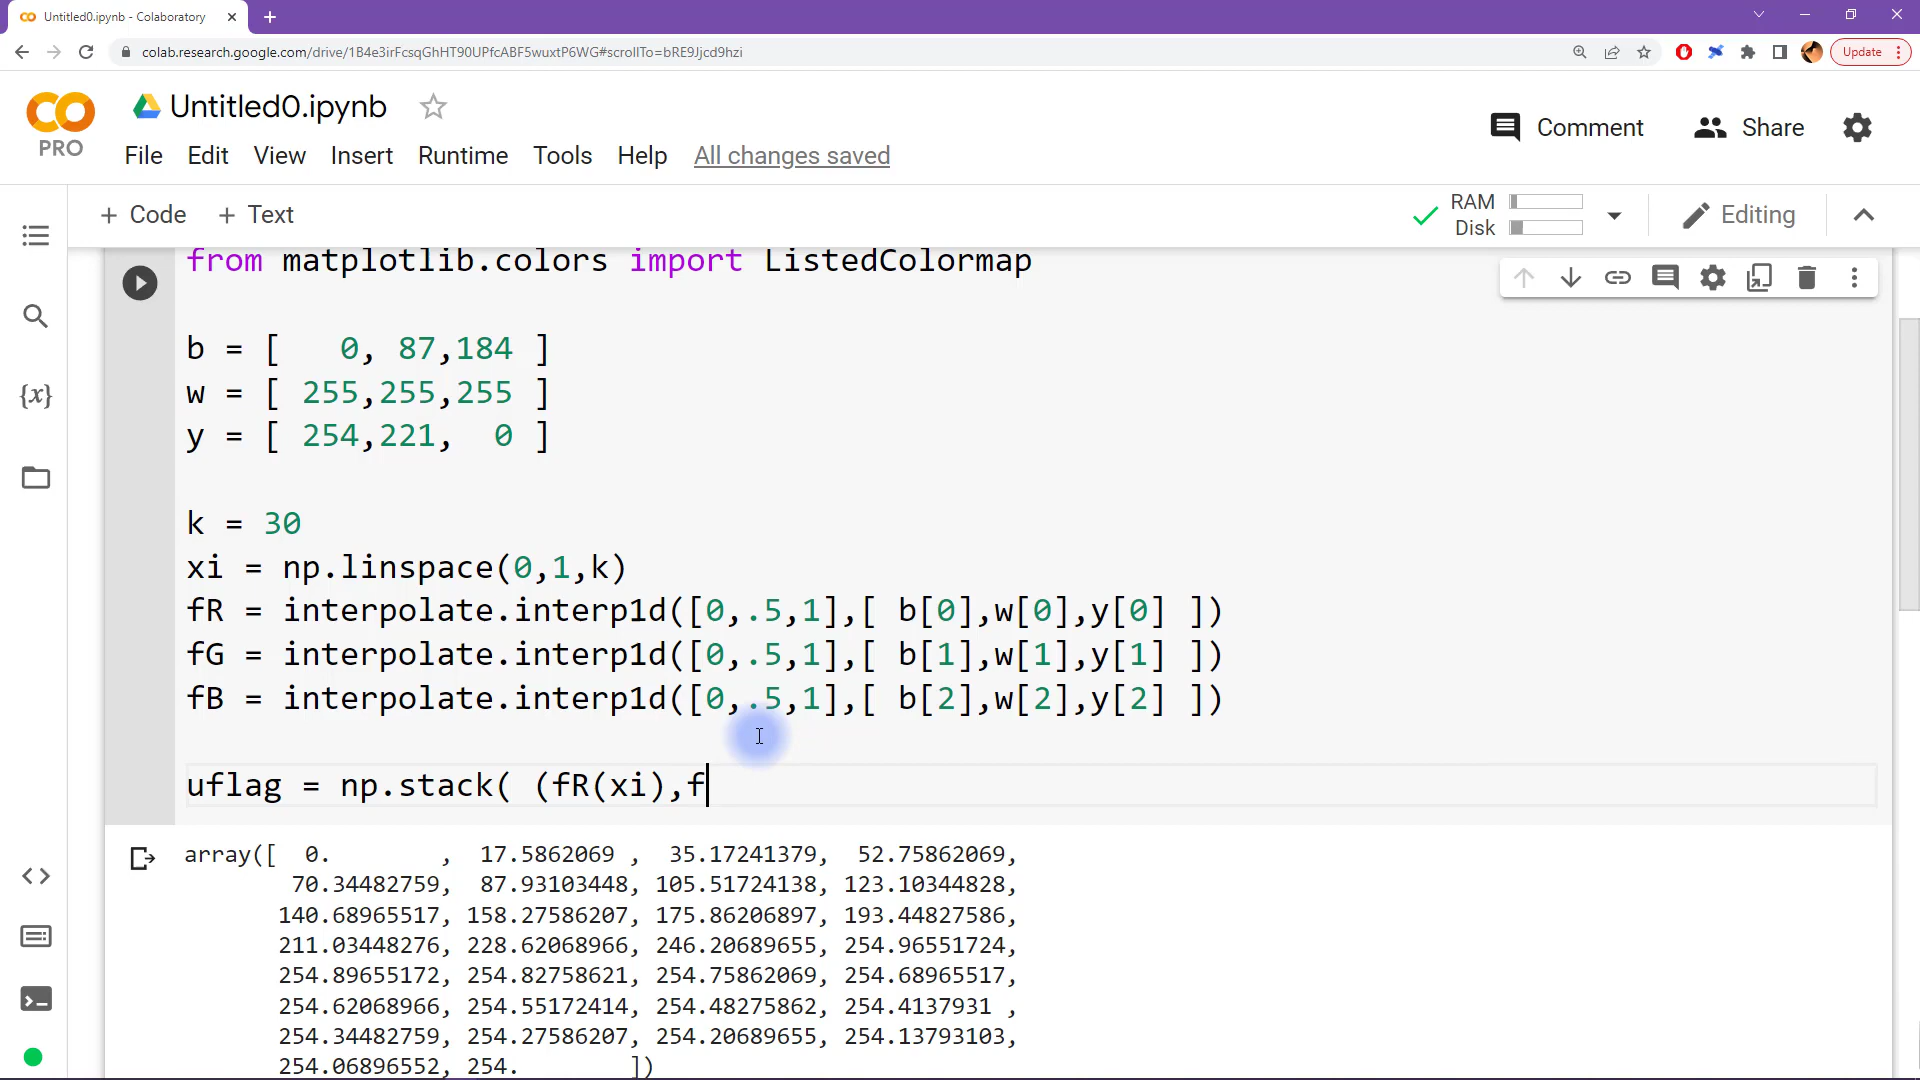 Untitled0.ipynb - Colaboratory
colab.research.google.com/drive/1B4e3irFcsqGhHT90UPfcABF5wuxtP6WG#scrollTo=bRE9Jjcd9hzi
Update
PRO
Untitled0.ipynb
File Edit View Insert Runtime Tools Help All changes saved
Comment Share
+ Code + Text
RAM
Disk
Editing
from matplotlib.colors import ListedColormap
b = [   0, 87,184 ]
w = [ 255,255,255 ]
y = [ 254,221,  0 ]
k = 30
xi = np.linspace(0,1,k)
fR = interpolate.interp1d([0,.5,1],[ b[0],w[0],y[0] ])
fG = interpolate.interp1d([0,.5,1],[ b[1],w[1],y[1] ])
fB = interpolate.interp1d([0,.5,1],[ b[2],w[2],y[2] ])
uflag = np.stack( (fR(xi),f
array([  0.        ,  17.5862069 ,  35.17241379,  52.75862069,
70.34482759,  87.93103448, 105.51724138, 123.10344828,
140.68965517, 158.27586207, 175.86206897, 193.44827586,
211.03448276, 228.62068966, 246.20689655, 254.96551724,
254.89655172, 254.82758621, 254.75862069, 254.68965517,
254.62068966, 254.55172414, 254.48275862, 254.4137931 ,
254.34482759, 254.27586207, 254.20689655, 254.13793103,
254.06896552, 254.        ])
{x}